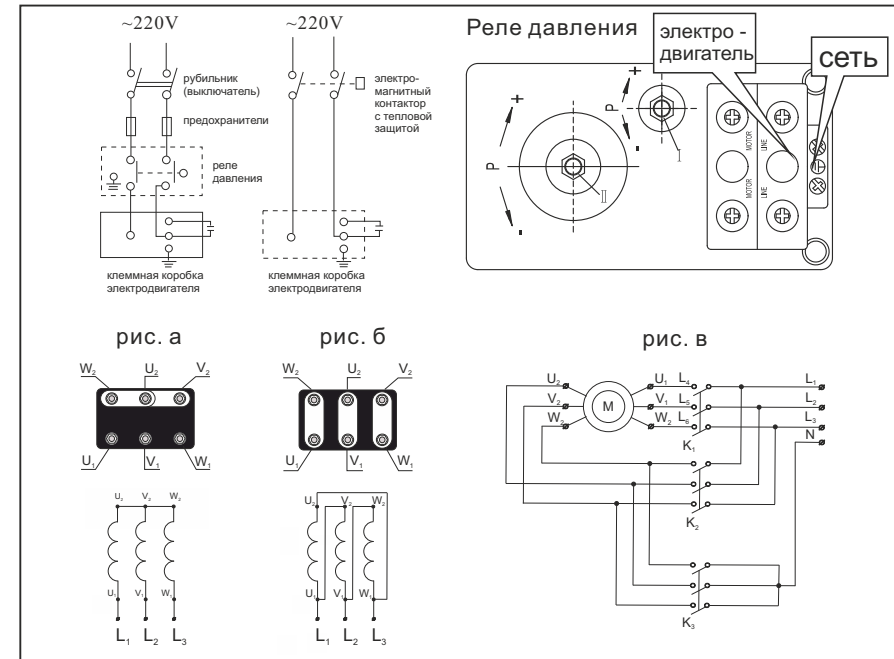 ~220V
~220V
Реле давления
электро -
двигатель
сеть
рубильник
(выключатель)
предохранители
реле
давления
клеммная коробка
электродвигателя
электро-
магнитный
контактор
с тепловой
защитой
клеммная коробка
электродвигателя
P
+
-
P
+
-
I
II
MOTOR
LINE
MOTOR
LINE
рис. а
рис. б
рис. в
W₂ U₂ V₂
U₁ V₁ W₁
W₂ U₂ V₂
U₁ V₁ W₁
U₂ V₂ W₂
U₁ V₁ W₁
L₁ L₂ L₃
U₂ V₂ W₂
U₁ V₁ W₁
L₁ L₂ L₃
U₂ U₁ L₄ L₁
V₂ M V₁ L₅ L₂
W₂ W₂ L₆ L₃
N
K₁
K₂
K₃